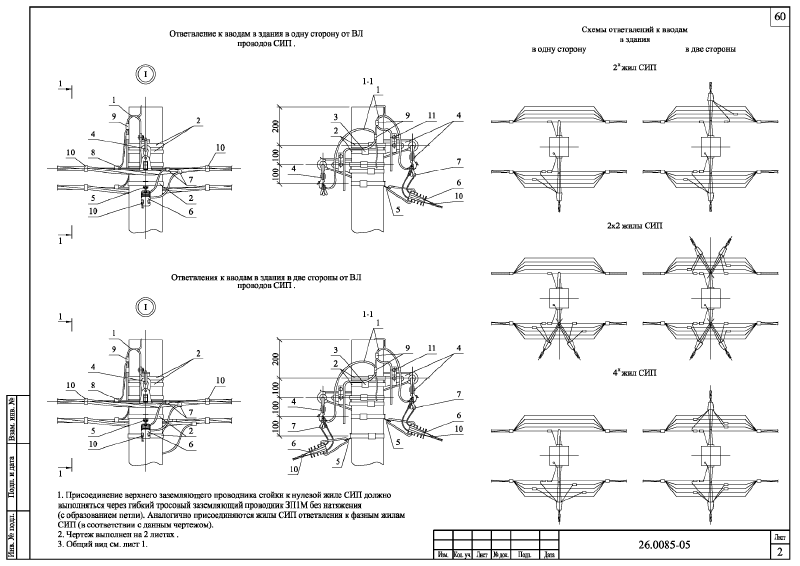 60
Ответвление к вводам в здания в одну сторону от ВЛ
проводов СИП .
Схемы ответвлений к вводам
в здания
в одну сторону
в две стороны
2х жил СИП
I
1
1
9
4
2
10
8
10
7
5
2
10
6
1
1-1
1
200
100
100
3
2
9
11
4
4
7
6
10
5
2х2 жилы СИП
Ответвления к вводам в здания в две стороны от ВЛ
проводов СИП .
I
1
1
9
4
2
10
8
10
7
5
2
10
6
1
1-1
1
200
100
100
100
3
2
9
11
4
4
7
7
6
6
10
10
5
5
4х жил СИП
1. Присоединение верхнего заземляющего проводника стойки к нулевой жиле СИП должно
выполняться через гибкий тросовый заземляющий проводник ЗП1М без натяжения
(с образованием петли). Аналогично присоединяются жилы СИП ответвления к фазным жилам
СИП (в соответствии с данным чертежом).
2. Чертеж выполнен на 2 листах .
3. Общий вид см. лист 1.
Взам. инв. №
Подп. и дата
Инв. № подл.
Изм. Кол. уч. Лист № док. Подп. Дата
26.0085-05
Лист
2